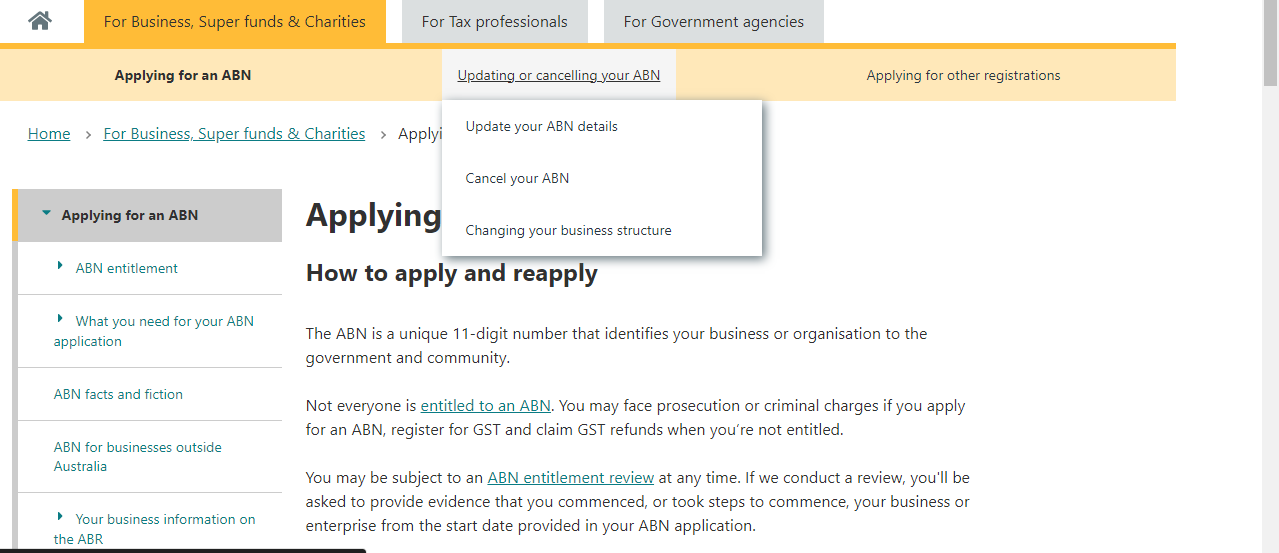 For Business, Super funds & Charities
For Tax professionals
For Government agencies
Applying for an ABN
Updating or cancelling your ABN
Applying for other registrations
Home > For Business, Super funds & Charities > Applyi
Update your ABN details
Cancel your ABN
Changing your business structure
Applying for an ABN
ABN entitlement
What you need for your ABN
application
ABN facts and fiction
ABN for businesses outside
Australia
Your business information on
the ABR
Applying
How to apply and reapply
The ABN is a unique 11-digit number that identifies your business or organisation to the
government and community.
Not everyone is entitled to an ABN. You may face prosecution or criminal charges if you apply
for an ABN, register for GST and claim GST refunds when you’re not entitled.
You may be subject to an ABN entitlement review at any time. If we conduct a review, you'll be
asked to provide evidence that you commenced, or took steps to commence, your business or
enterprise from the start date provided in your ABN application.